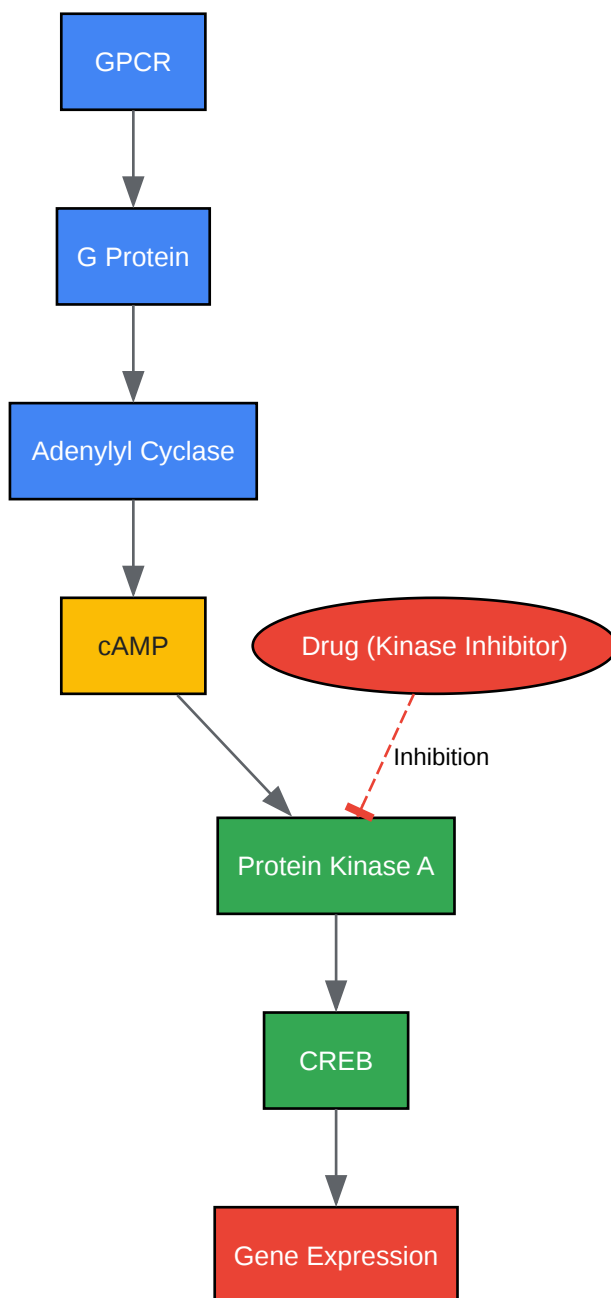 GPCR
G Protein
Adenylyl Cyclase
cAMP
Drug (Kinase Inhibitor)
Inhibition
Protein Kinase A
CREB
Gene Expression